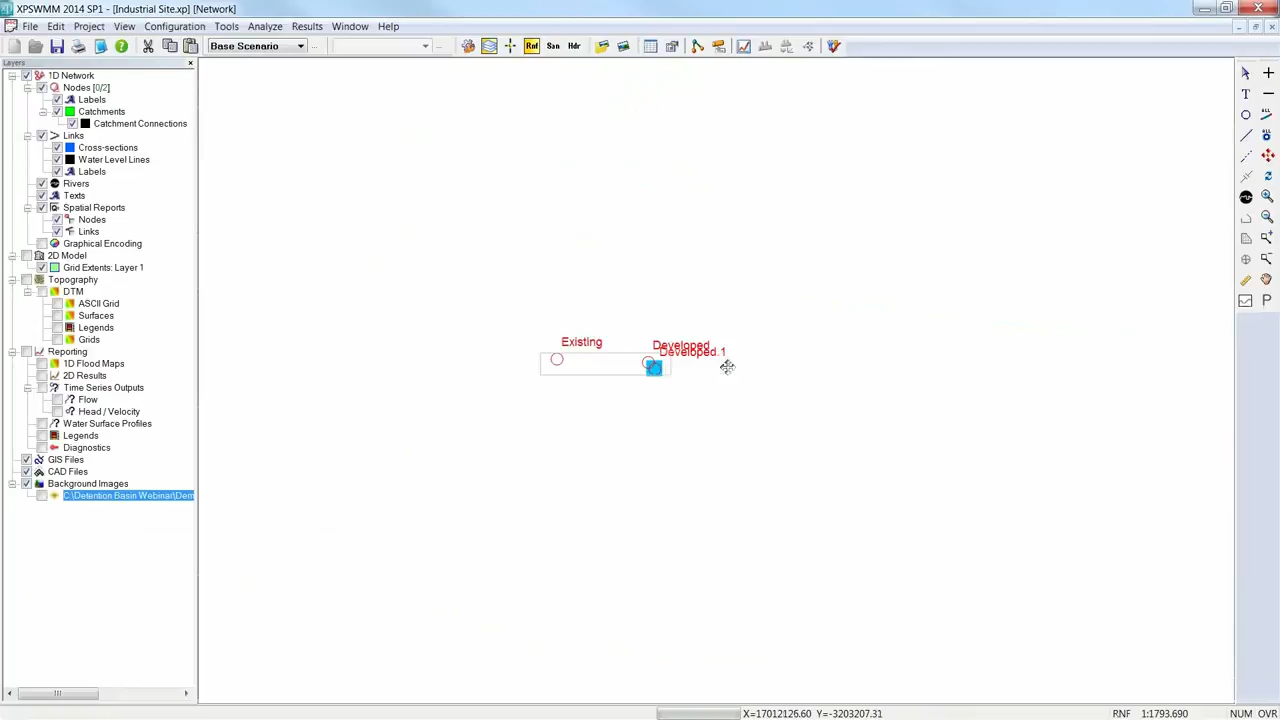 XPSWMM 2014 SP1 - [Industrial Site.xp] [Network]
File Edit Project View Configuration Tools Analyze Results Window Help
Base Scenario ... ... Rnf San Hdr
Layers
1D Network
Nodes [0/2]
Labels
Catchments
Catchment Connections
Links
Cross-sections
Water Level Lines
Labels
Rivers
Texts
Spatial Reports
Nodes
Links
Graphical Encoding
2D Model
Grid Extents: Layer 1
Topography
DTM
ASCII Grid
Surfaces
Legends
Grids
Reporting
1D Flood Maps
2D Results
Time Series Outputs
Flow
Head / Velocity
Water Surface Profiles
Legends
Diagnostics
GIS Files
CAD Files
Background Images
C:\Detention Basin Webinar\Dem
Existing
Developed
Developed.1
T
P
X=17012126.60 Y=-3203207.31 RNF 1:1793.690 NUM OVR